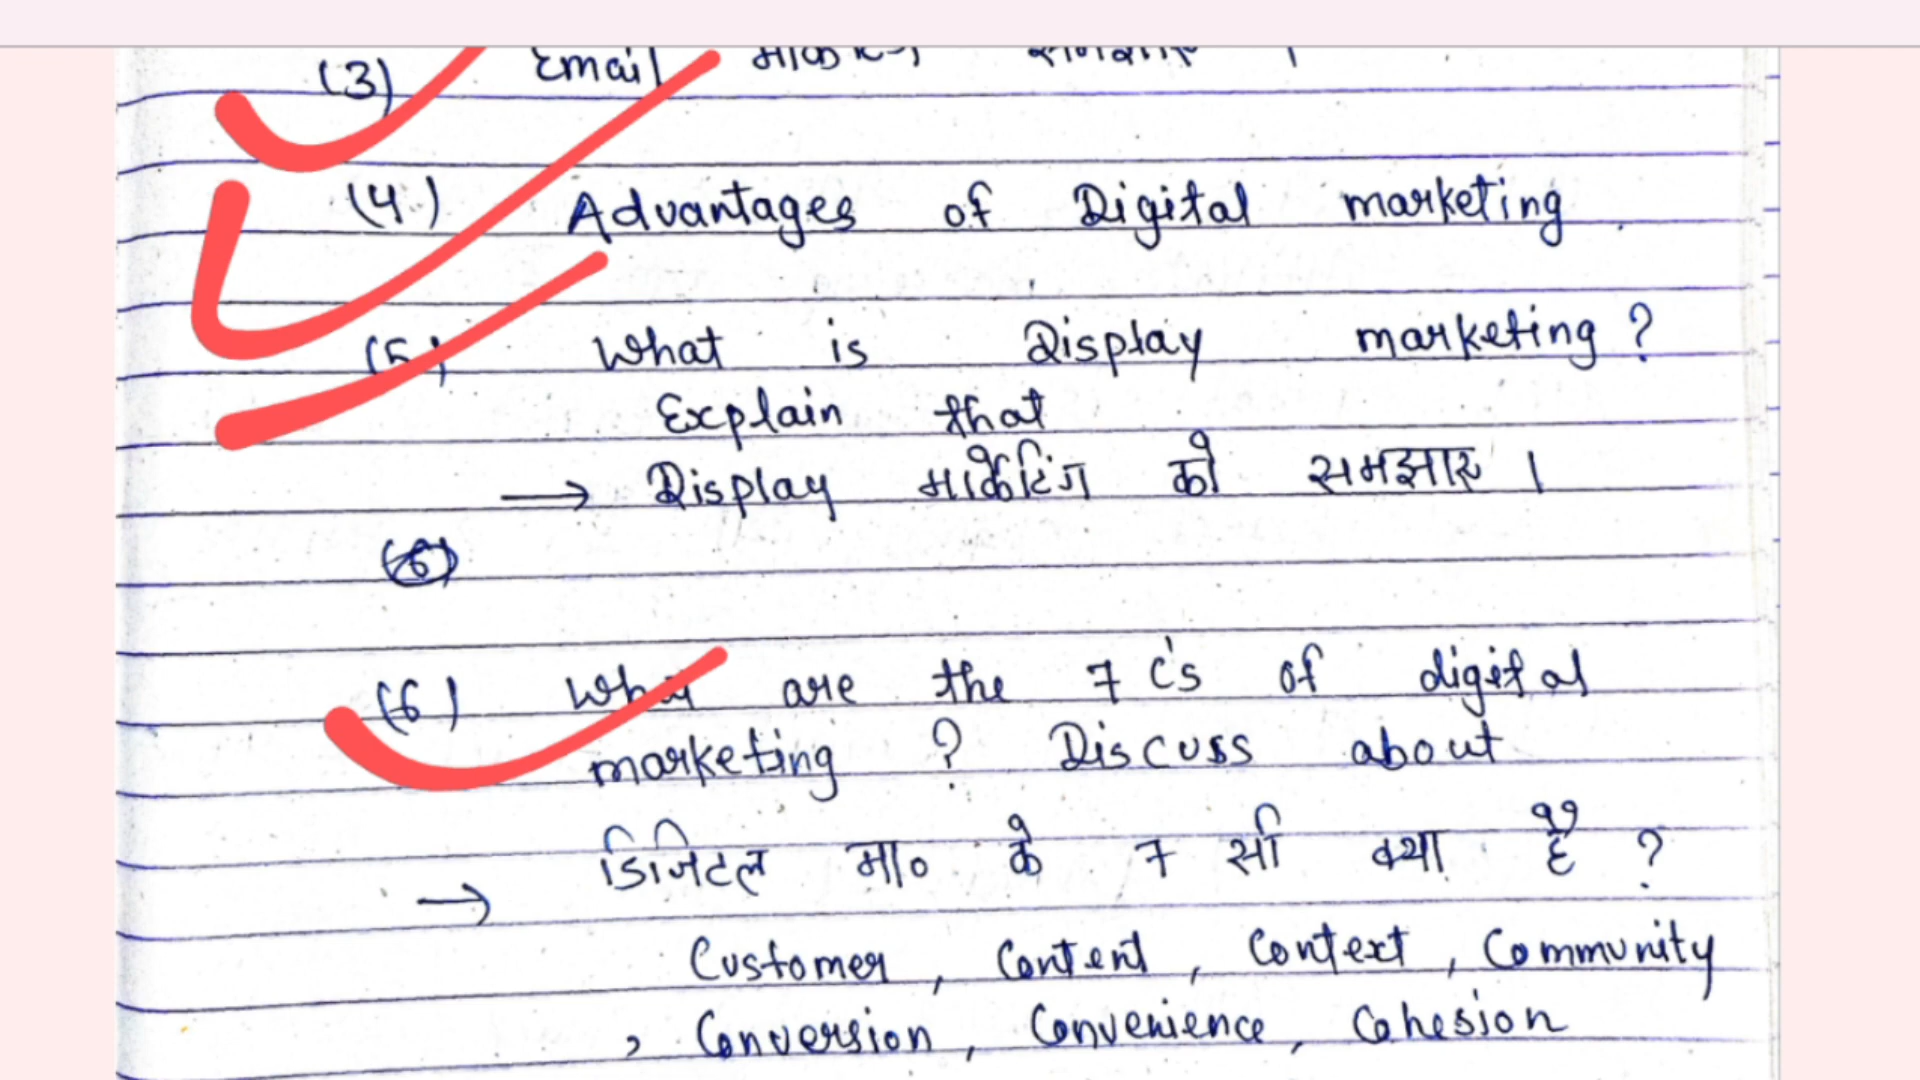 (3) Email मार्केटिंग समझाए ।
(4.) Advantages of Digital marketing.
(5) What is Display marketing?
Explain that
→ Display मार्केटिंग को समझाए ।
(6) What are the 7 C's of digital
marketing ? Discuss about
→ डिजिटल मा० के 7 सी क्या है ?
Customer, Content, Context, Community
, Conversion, Convenience, Cohesion